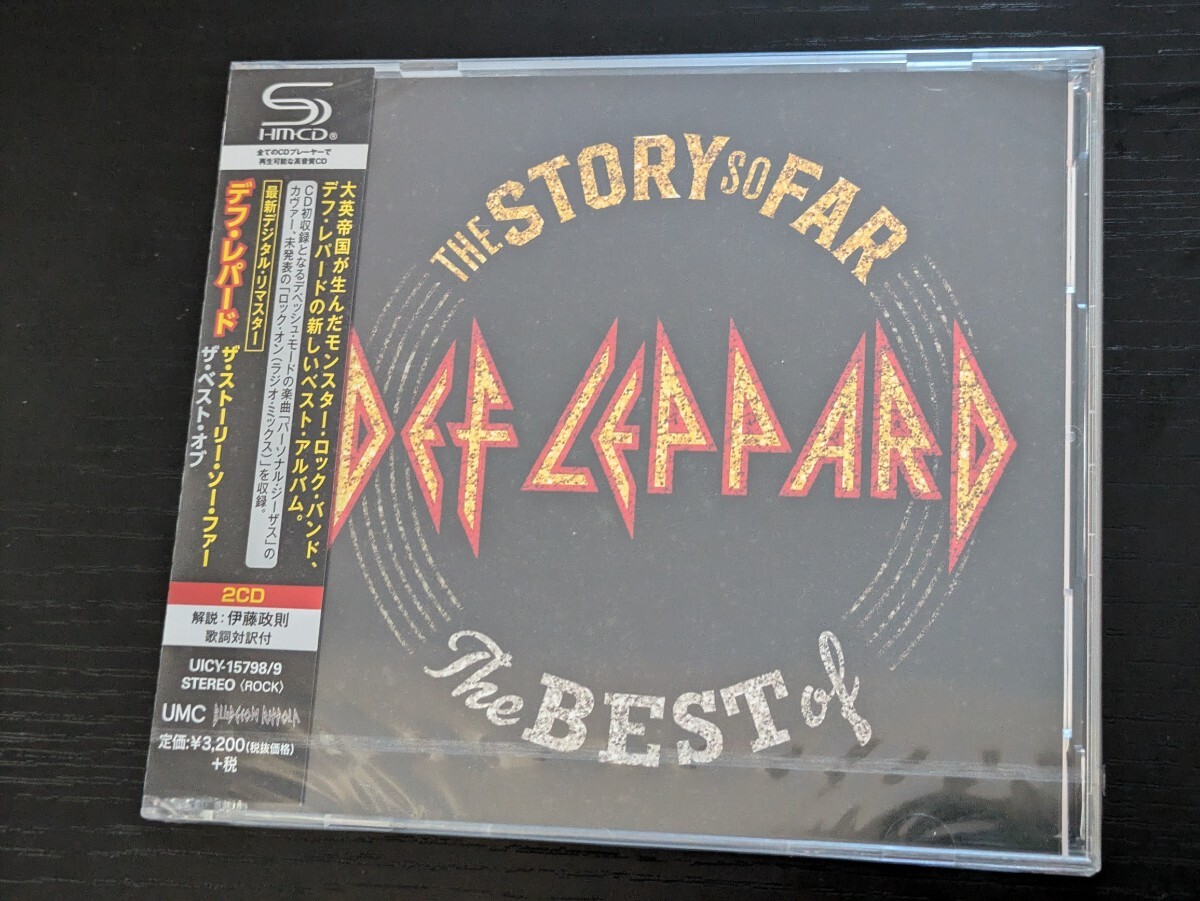 SHM-CD®
全てのCDプレーヤーで
再生可能な高音質CD
大英帝国が生んだモンスター・ロック・バンド、
デフ・レパードの新しいベスト・アルバム。
CD初収録となるデペッシュ・モードの楽曲「パーソナル・ジーザス」の
カヴァー、未発表の「ロック・オン(ラジオ・ミックス)」を収録。
最新デジタル・リマスター
デフ・レパード
ザ・ストーリー・ソー・ファー
ザ・ベスト・オブ
2CD
解説：伊藤政則
歌詞対訳付
UICY-15798/9
STEREO〈ROCK〉
UMC BLUDGEON RIFFOLA
定価:¥3,200(税抜価格)
+税
THE STORY SO FAR
DEF LEPPARD
The BEST of